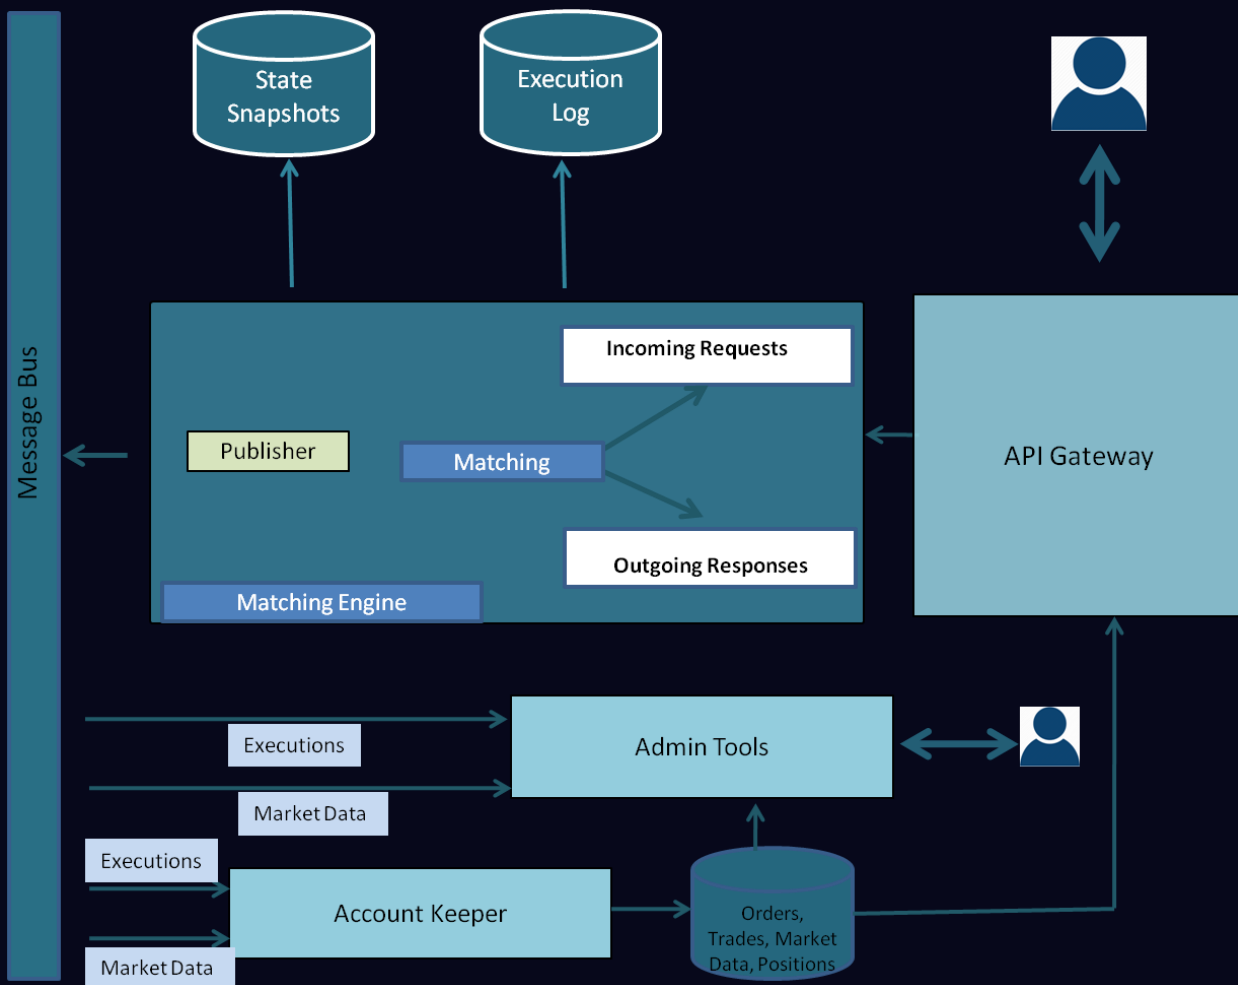 Message Bus
State
Snapshots
Execution
Log
Incoming Requests
Publisher
Matching
API Gateway
Outgoing Responses
Matching Engine
Executions
Admin Tools
Market Data
Executions
Account Keeper
Orders,
Trades, Market
Data, Positions
Market Data